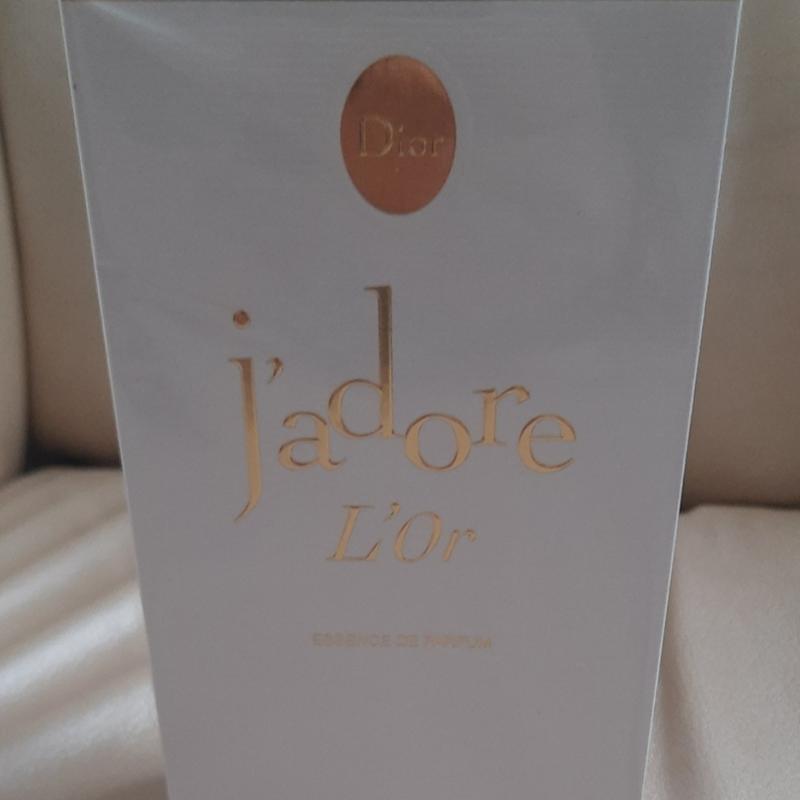 Dior
j'adore
L'Or
ESSENCE DE PARFUM